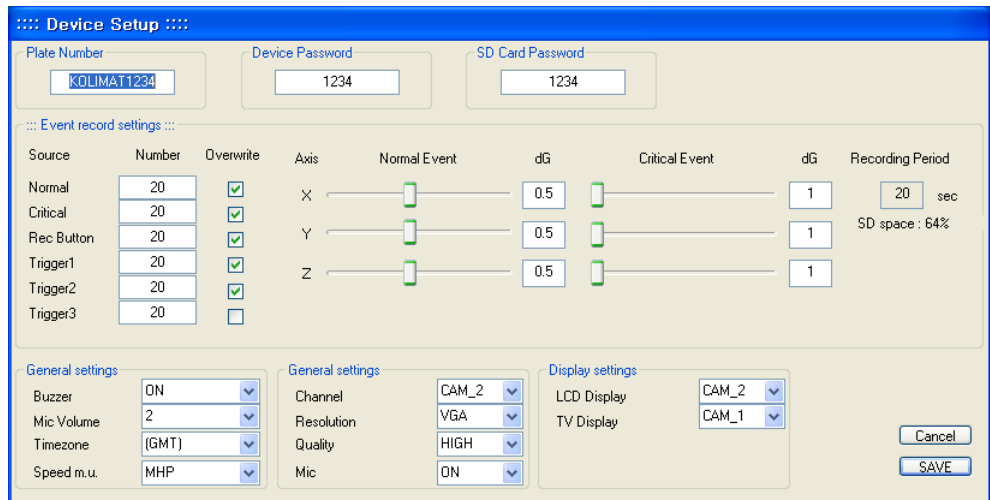 :::: Device Setup ::::
Plate Number Device Password SD Card Password
KOLIMAT1234 1234 1234
::: Event record settings :::
Source Number Overwrite Axis Normal Event dG Critical Event dG Recording Period
Normal 20 X 0.5 1 20 sec
Critical 20
SD space : 64%
Rec Button 20 Y 0.5 1
Trigger1 20 Z 0.5 1
Trigger2 20
Trigger3 20
General settings General settings Display settings
Buzzer ON Channel CAM_2 LCD Display CAM_2
Mic Volume 2 Resolution VGA TV Display CAM_1
Timezone (GMT) Quality HIGH Cancel
Speed m.u. MHP Mic ON SAVE